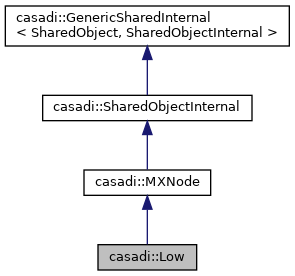 casadi::GenericSharedInternal
< SharedObject, SharedObjectInternal >
casadi::SharedObjectInternal
casadi::MXNode
casadi::Low